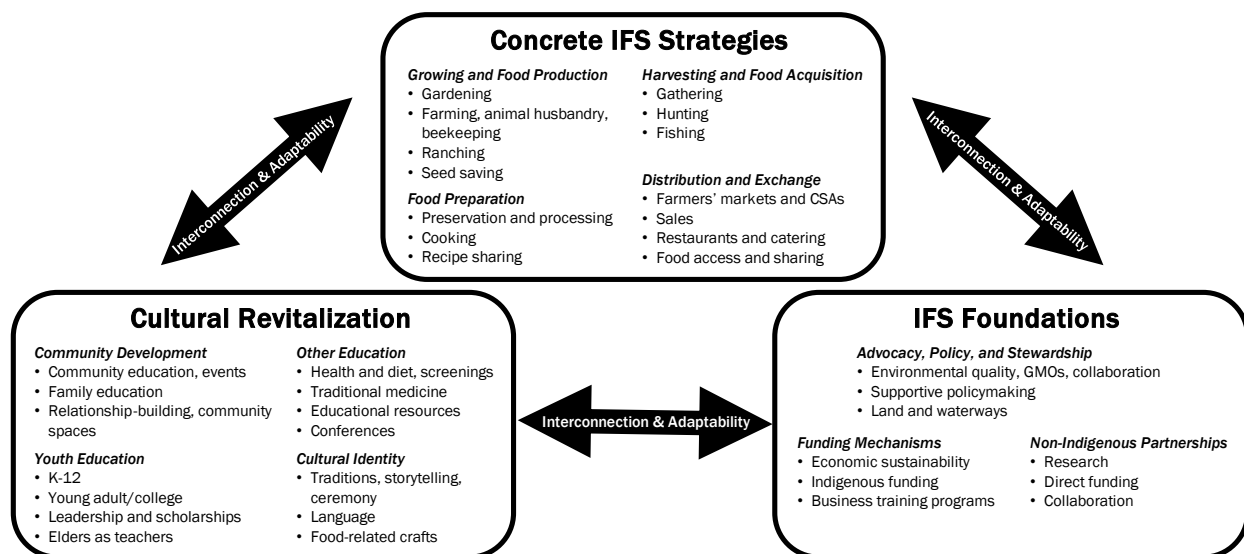 Concrete IFS Strategies
Growing and Food Production
• Gardening
• Farming, animal husbandry,
beekeeping
• Ranching
• Seed saving
Food Preparation
• Preservation and processing
• Cooking
• Recipe sharing
Harvesting and Food Acquisition
• Gathering
• Hunting
• Fishing
Distribution and Exchange
• Farmers' markets and CSAs
• Sales
• Restaurants and catering
• Food access and sharing
Interconnection & Adaptability
Interconnection & Adaptability
Cultural Revitalization
Community Development
• Community education, events
• Family education
• Relationship-building, community
spaces
Youth Education
• K-12
• Young adult/college
• Leadership and scholarships
• Elders as teachers
Other Education
• Health and diet, screenings
• Traditional medicine
• Educational resources
• Conferences
Cultural Identity
• Traditions, storytelling,
ceremony
• Language
• Food-related crafts
Interconnection & Adaptability
IFS Foundations
Advocacy, Policy, and Stewardship
• Environmental quality, GMOs, collaboration
• Supportive policymaking
• Land and waterways
Funding Mechanisms
• Economic sustainability
• Indigenous funding
• Business training programs
Non-Indigenous Partnerships
• Research
• Direct funding
• Collaboration